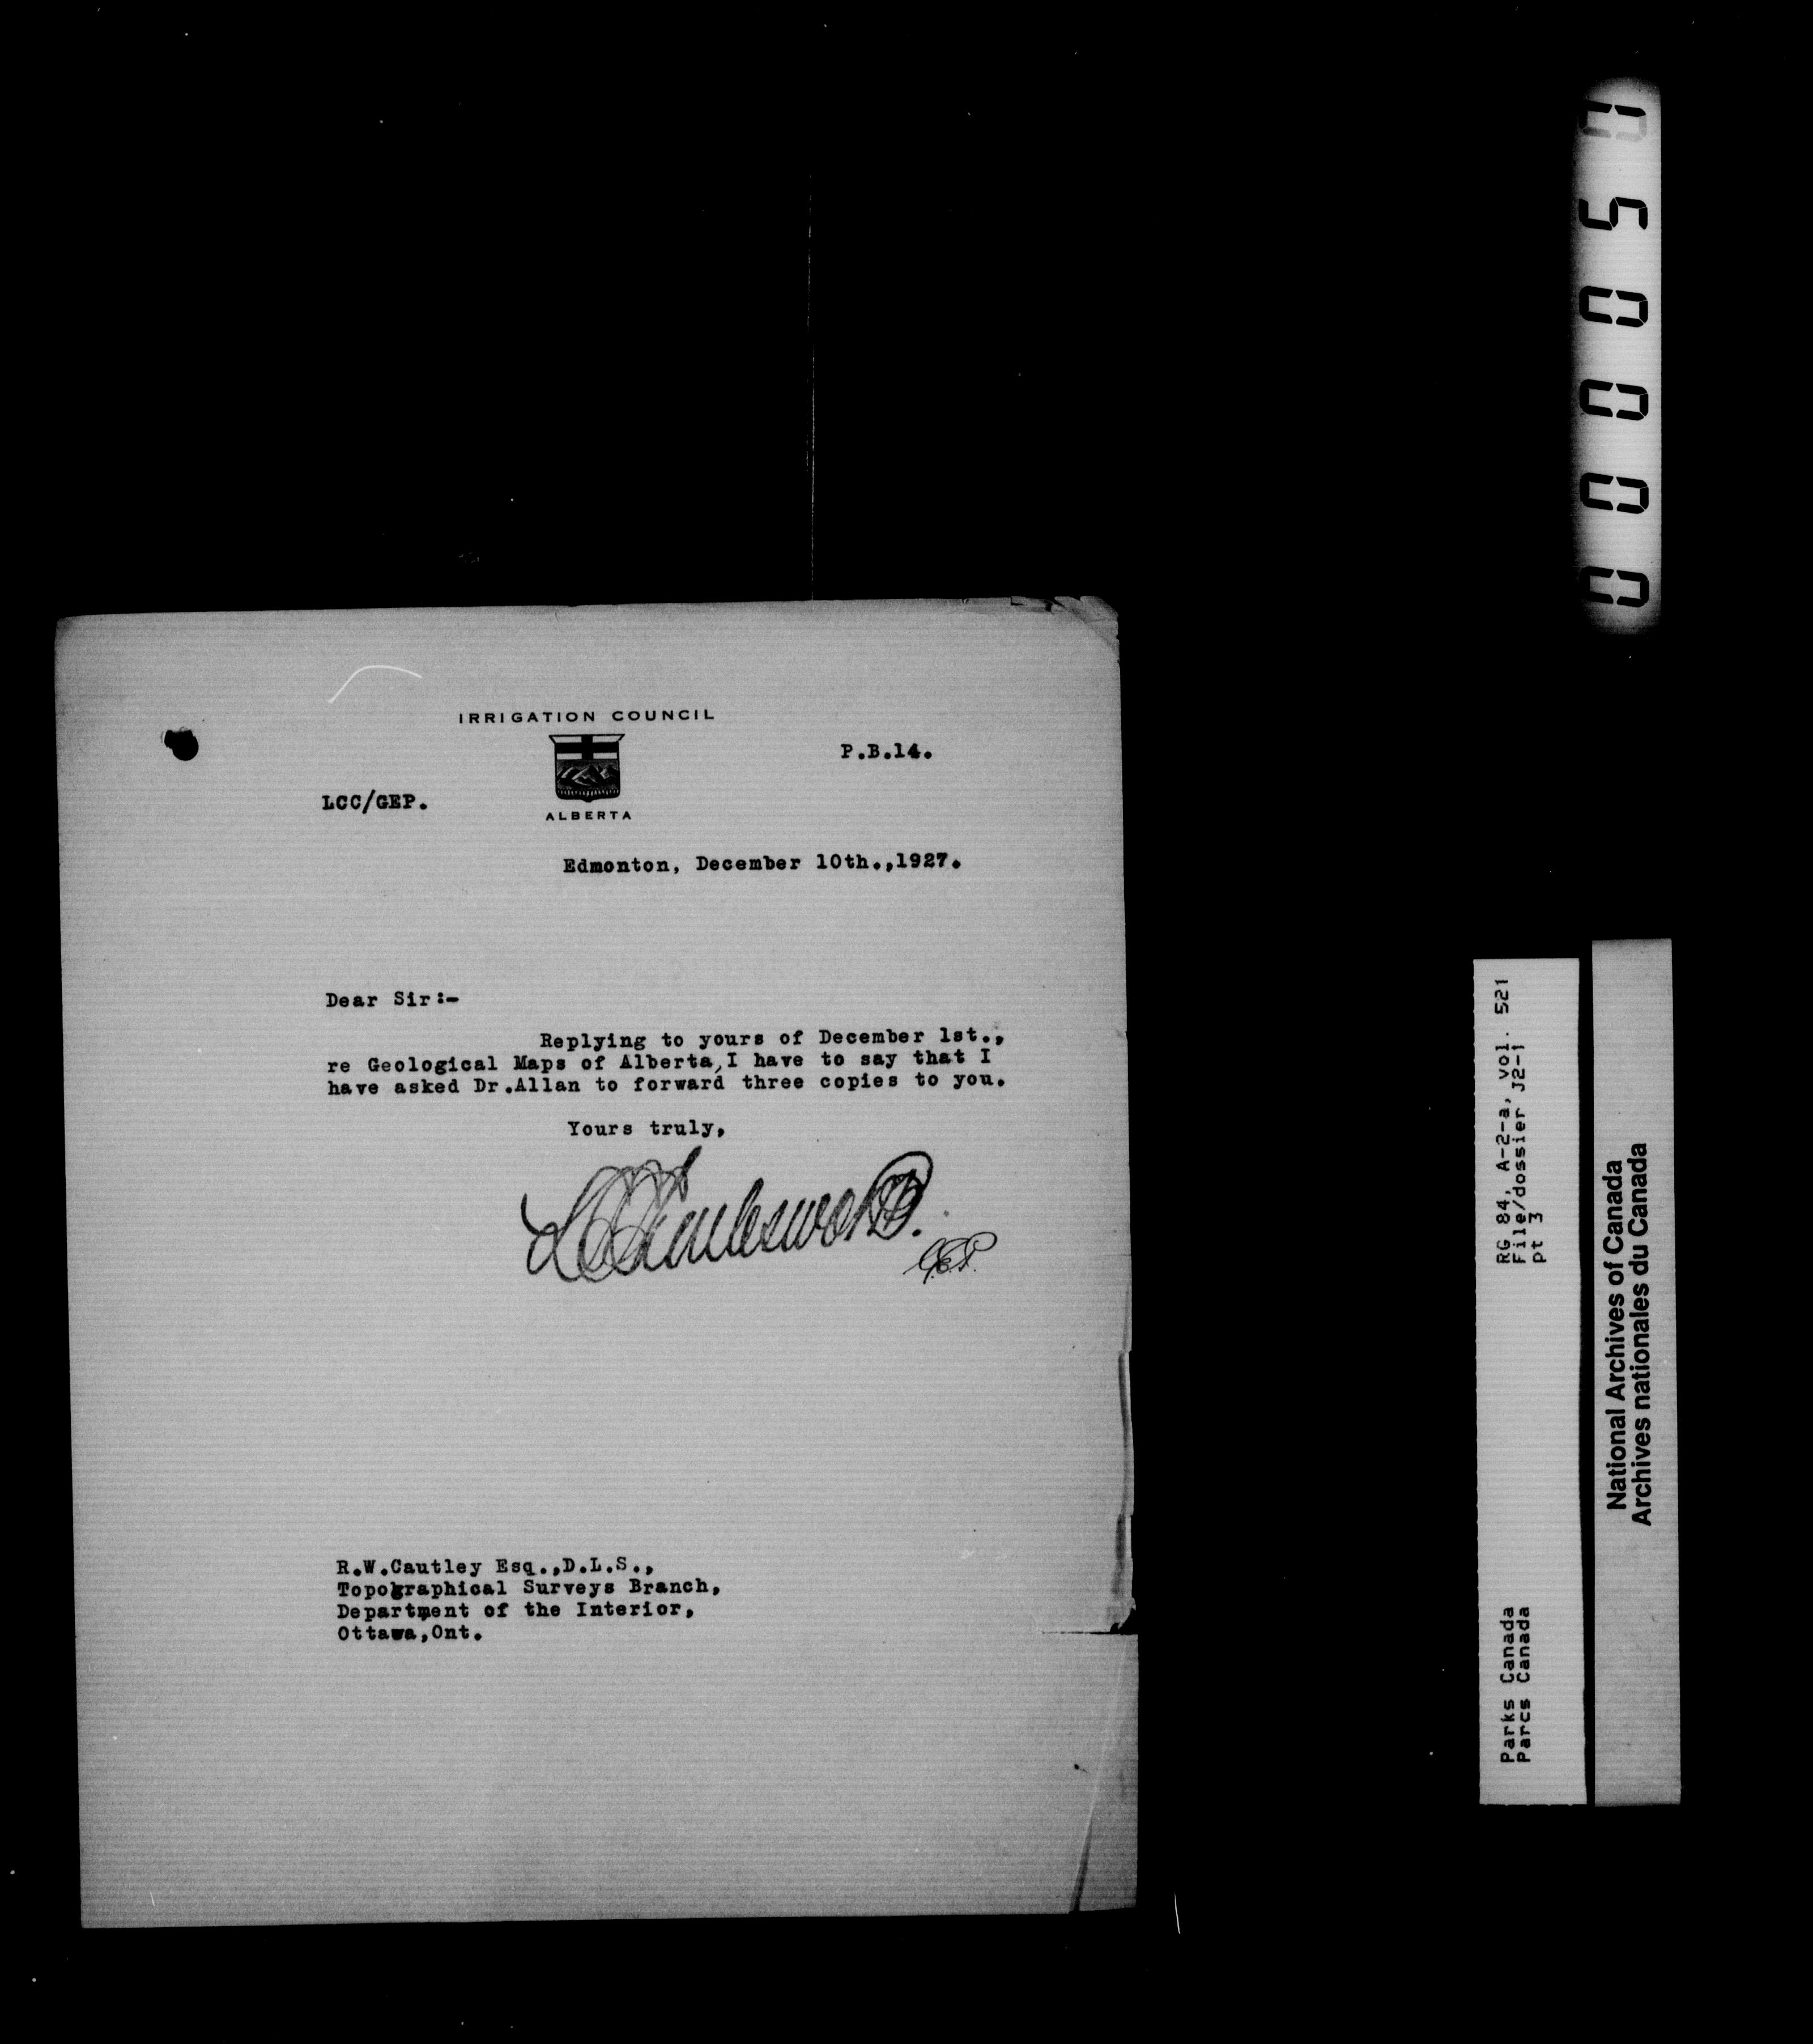 IRRIGATION COUNCIL
P.B.14.
LCC/GEP.
ALBERTA
Edmonton, December 10th.,1927.
Dear Sir:-
Replying to yours of December 1st.,
re Geological Maps of Alberta,I have to say that I
have asked Dr.Allan to forward three copies to you.
Yours truly,
G.E.P.
R.W.Cautley Esq.,D.L.S.,
Topographical Surveys Branch,
Department of the Interior,
Ottawa,Ont.
RG 84, A-2-a, vol. 521
File/dossier J2-1
pt 3
Parks Canada
Parcs Canada
National Archives of Canada
Archives nationales du Canada